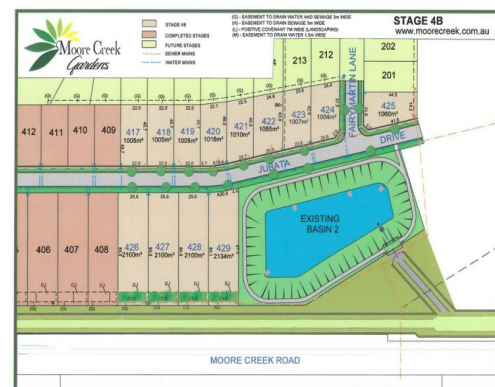 STAGE 4B
www.moorecreek.com.au
Moore Creek
Gardens
STAGE 4B
COMPLETED STAGES
FUTURE STAGES
SEWER MAINS
WATER MAINS
(G) - EASEMENT TO DRAIN WATER AND SEWAGE 3m WIDE
(H) - EASEMENT TO DRAIN SEWAGE 3m WIDE
(L) - POSITIVE COVENANT 7M WIDE (LANDSCAPING)
(M) - EASEMENT TO DRAIN WATER 1.5m WIDE
202
201
213
212
412
411
410
409
417
1005m²
418
1005m²
419
1005m²
420
1018m²
421
1010m²
422
1065m²
423
1007m²
424
1004m²
425
1060m²
FAIRY MARTIN LANE
JUBATA
DRIVE
406
407
408
426
2100m²
427
2100m²
428
2100m²
429
2134m²
EXISTING
BASIN 2
MOORE CREEK ROAD